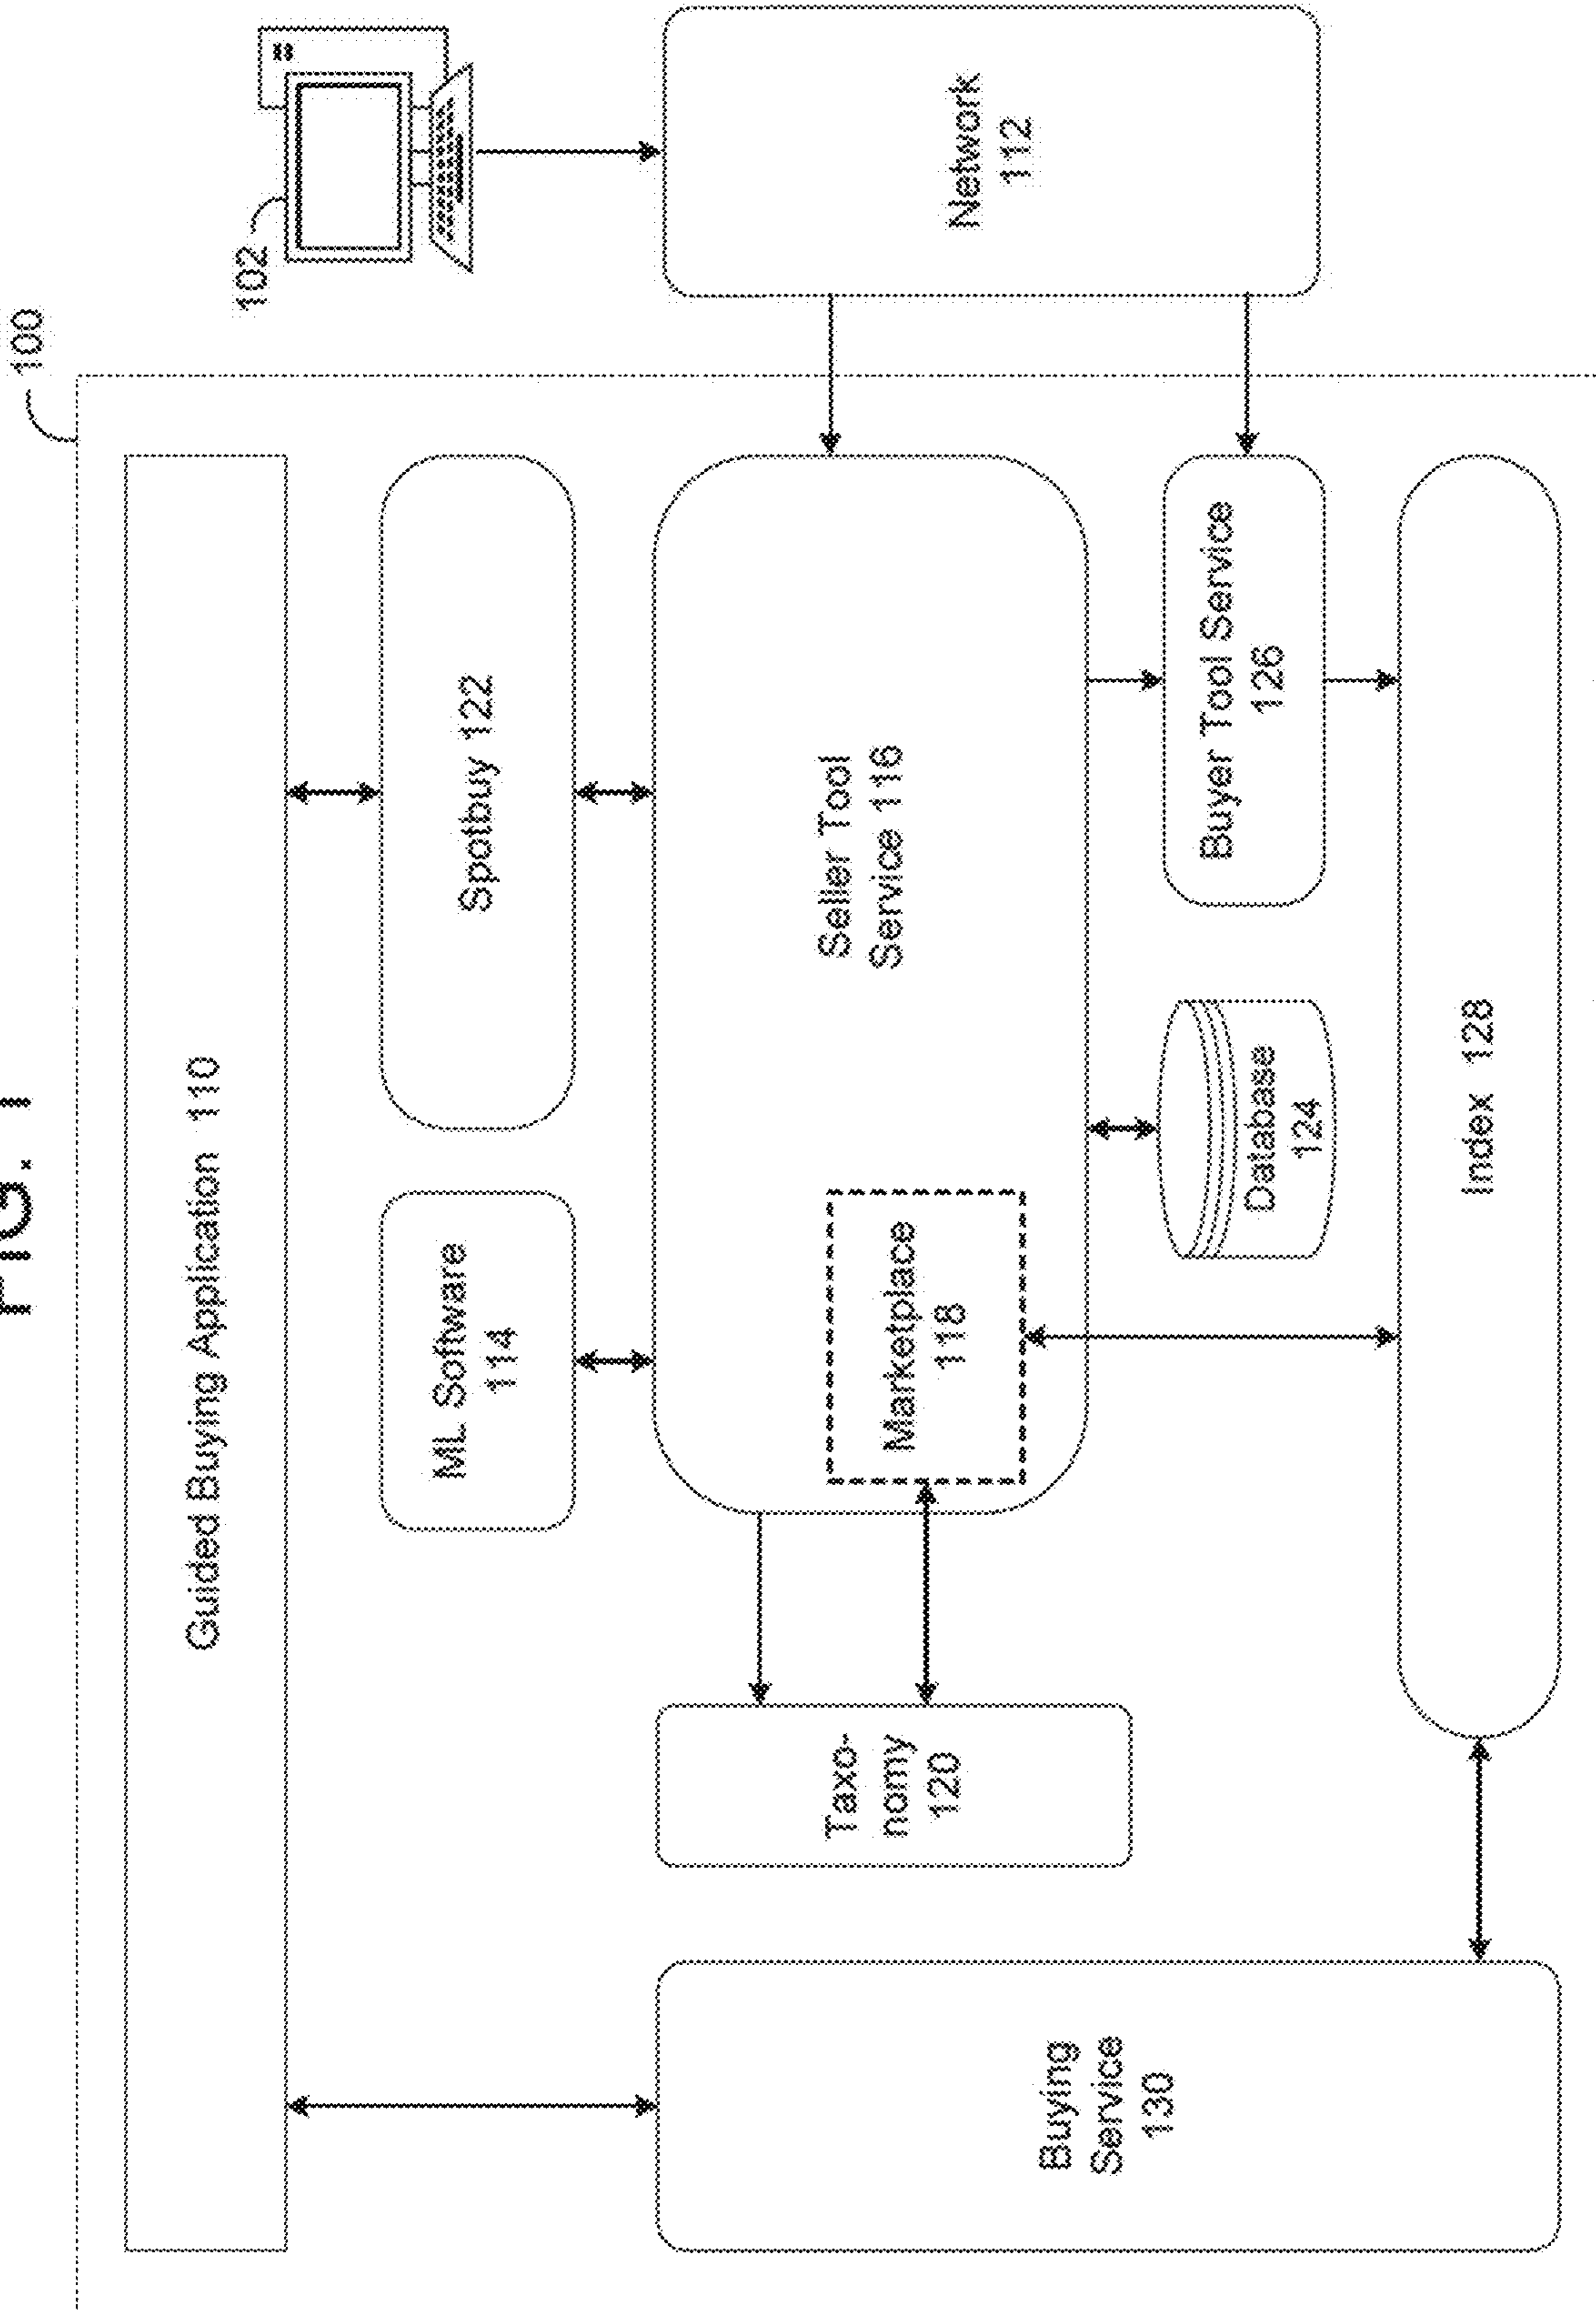 FIG. 1
100
Guided Buying Application 110
102
ML Software
114
Spotbuy 122
Seller Tool
Service 116
Taxo-
nomy
120
Marketplace
118
Network
112
Buying
Service
130
Database
124
Buyer Tool Service
126
Index 128